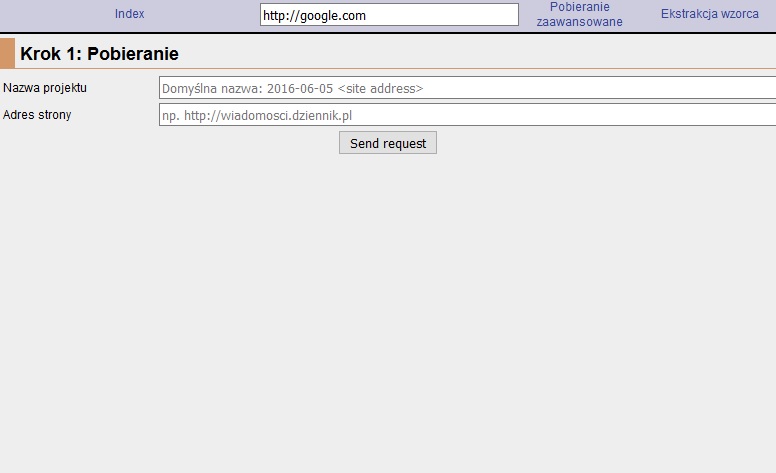 Index
http://google.com
Pobieranie
zaawansowane
Ekstrakcja wzorca
Krok 1: Pobieranie
Nazwa projektu
Domyślna nazwa: 2016-06-05 <site address>
Adres strony
np. http://wiadomosci.dziennik.pl
Send request